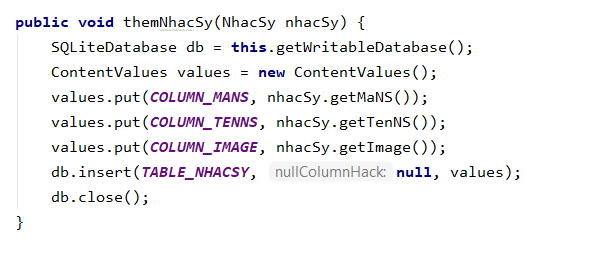 public void themNhacSy(NhacSy nhacSy) {
    SQLiteDatabase db = this.getWritableDatabase();
    ContentValues values = new ContentValues();
    values.put(COLUMN_MANS, nhacSy.getMaNS());
    values.put(COLUMN_TENNS, nhacSy.getTenNS());
    values.put(COLUMN_IMAGE, nhacSy.getImage());
    db.insert(TABLE_NHACSY, nullColumnHack: null, values);
    db.close();
}